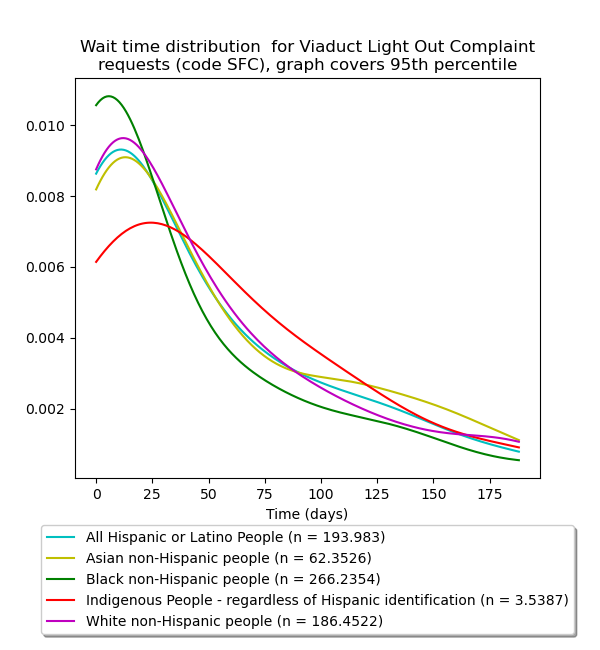 Wait time distribution  for Viaduct Light Out Complaint
requests (code SFC), graph covers 95th percentile
0.010
0.008
0.006
0.004
0.002
0 25 50 75 100 125 150 175
Time (days)
All Hispanic or Latino People (n = 193.983)
Asian non-Hispanic people (n = 62.3526)
Black non-Hispanic people (n = 266.2354)
Indigenous People - regardless of Hispanic identification (n = 3.5387)
White non-Hispanic people (n = 186.4522)